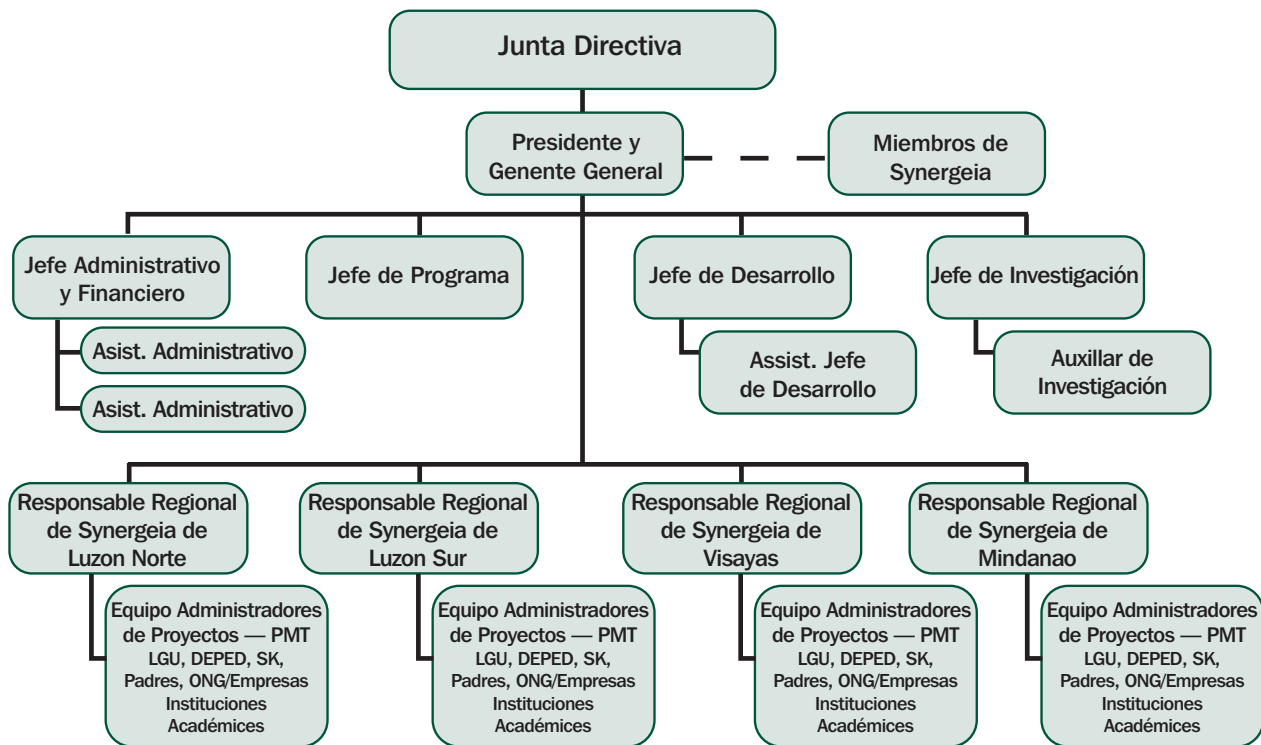 Junta Directiva
Presidente y
Genente General
Miembros de
Synergeia
Jefe Administrativo
y Financiero
Jefe de Programa
Jefe de Desarrollo
Jefe de Investigación
Asist. Administrativo
Asist. Administrativo
Assist. Jefe
de Desarrollo
Auxillar de
Investigación
Responsable Regional
de Synergeia de
Luzon Norte
Responsable Regional
de Synergeia de
Luzon Sur
Responsable Regional
de Synergeia de
Visayas
Responsable Regional
de Synergeia de
Mindanao
Equipo Administradores
de Proyectos — PMT
LGU, DEPED, SK,
Padres, ONG/Empresas
Instituciones
Académices
Equipo Administradores
de Proyectos — PMT
LGU, DEPED, SK,
Padres, ONG/Empresas
Instituciones
Académices
Equipo Administradores
de Proyectos — PMT
LGU, DEPED, SK,
Padres, ONG/Empresas
Instituciones
Académices
Equipo Administradores
de Proyectos — PMT
LGU, DEPED, SK,
Padres, ONG/Empresas
Instituciones
Académices